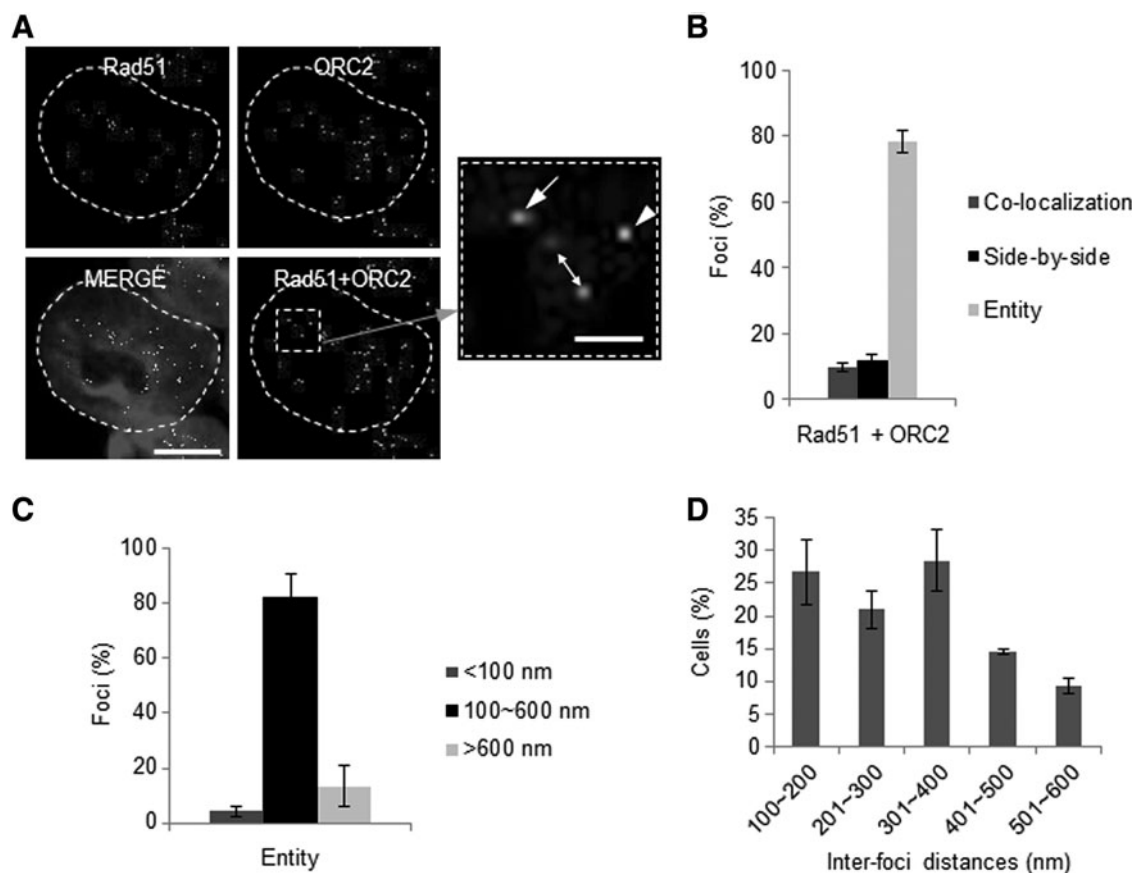 A
Rad51
ORC2
MERGE
Rad51+ORC2
B
Foci (%)
100
80
60
40
20
0
Rad51 + ORC2
Co-localization
Side-by-side
Entity
C
Foci (%)
100
80
60
40
20
0
Entity
<100 nm
100~600 nm
>600 nm
D
Cells (%)
35
30
25
20
15
10
5
0
100~200
201~300
301~400
401~500
501~600
Inter-foci distances (nm)